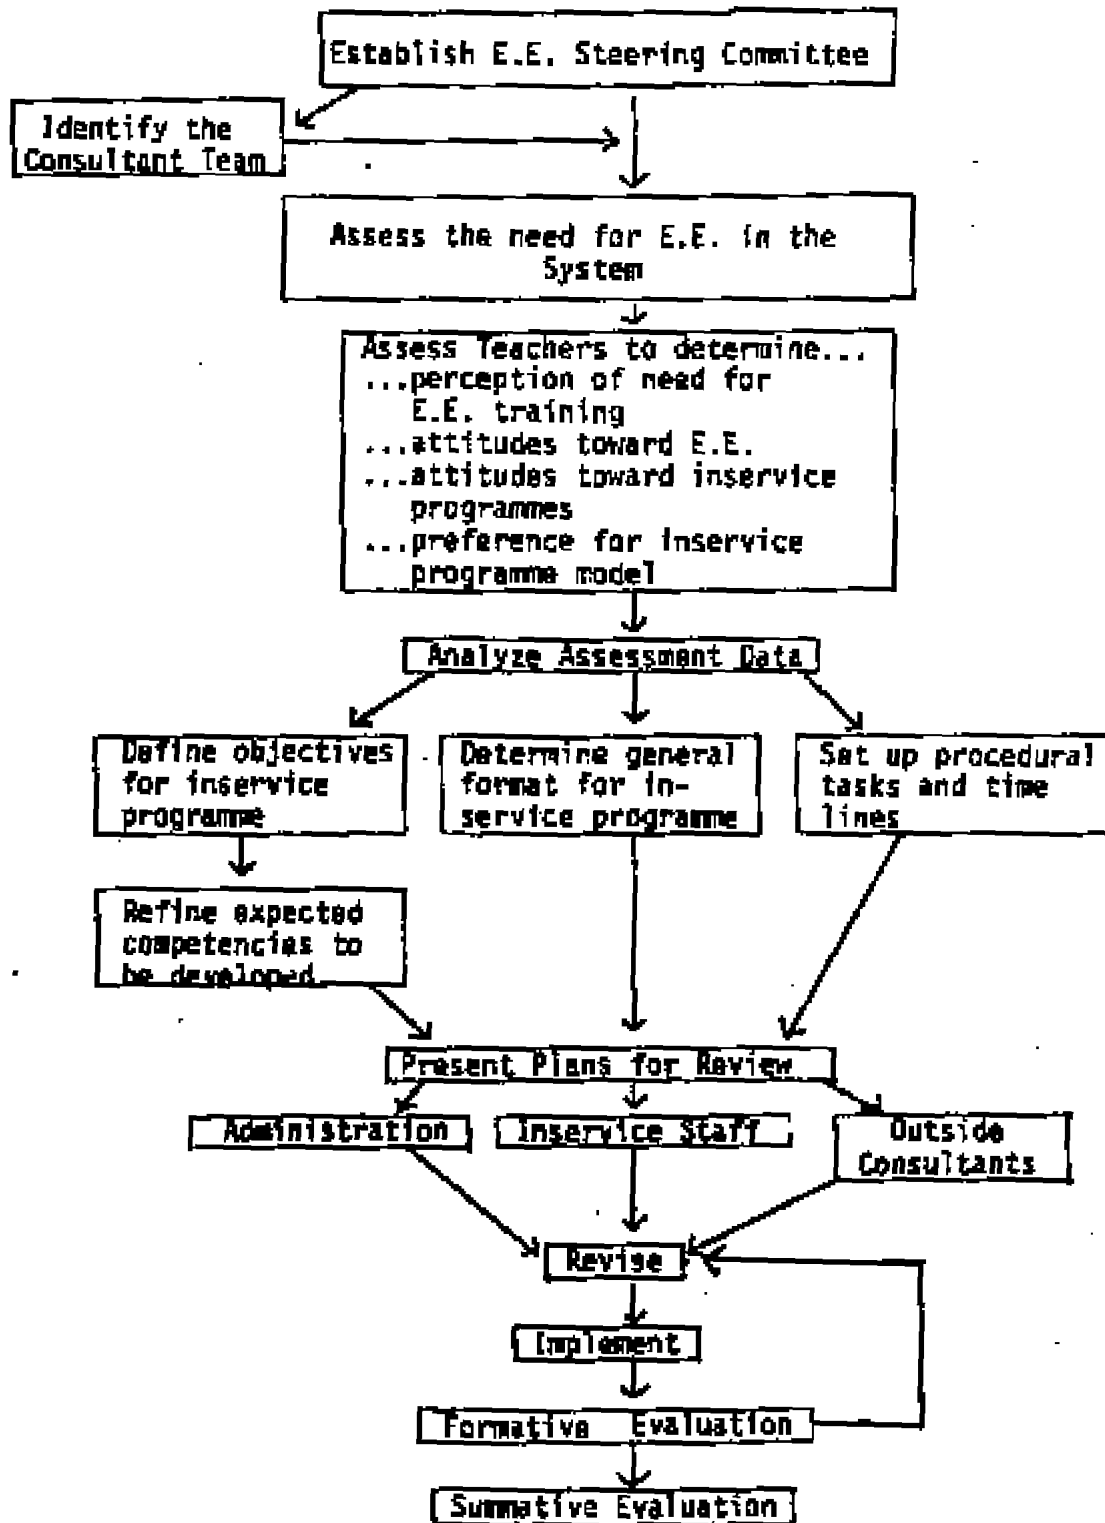 Establish E.E. Steering Committee
Identify the
Consultant Team
Assess the need for E.E. in the
System
Assess Teachers to determine...
...perception of need for
E.E. training
...attitudes toward E.E.
...attitudes toward inservice
programmes
...preference for inservice
programme model
Analyze Assessment Data
Define objectives
for inservice
programme
Determine general
format for in-
service programme
Set up procedural
tasks and time
lines
Refine expected
competencies to
be developed
Present Plans for Review
Administration
Inservice Staff
Outside
Consultants
Revise
Implement
Formative Evaluation
Summative Evaluation